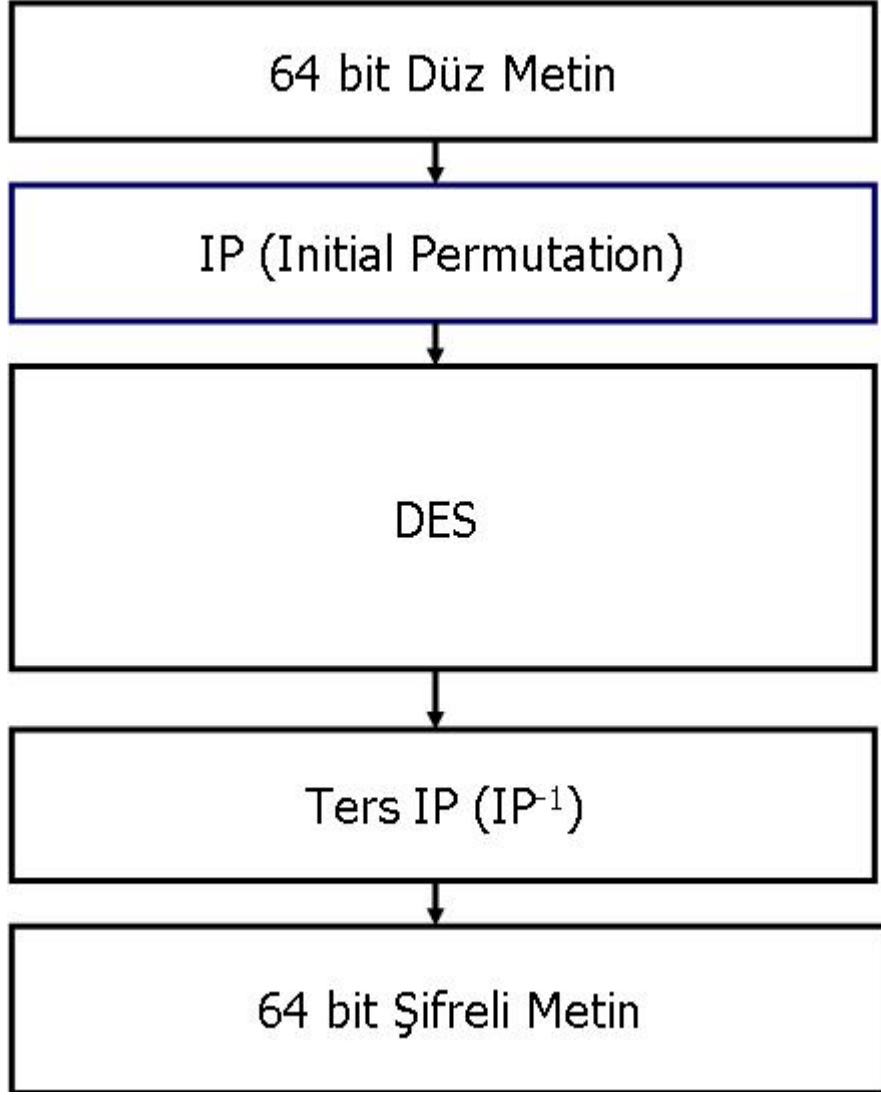 64 bit Düz Metin
IP (Initial Permutation)
DES
Ters IP (IP⁻¹)
64 bit Şifreli Metin